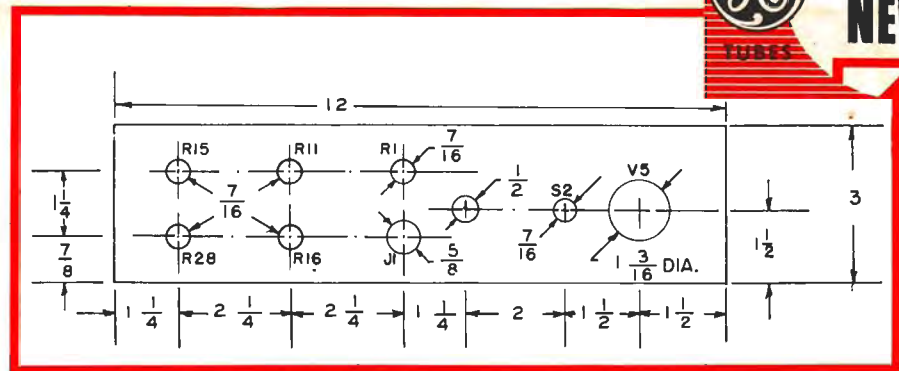 NE
TUBES
12
R15 R11 R1 7/16
1/2 S2 V5
7/16
1 1/4
3
7/8
R28 R16 J1 5/8 7/16 1 3/16 DIA.
1 1/2
1 1/4 2 1/4 2 1/4 1 1/4 2 1 1/2 1 1/2